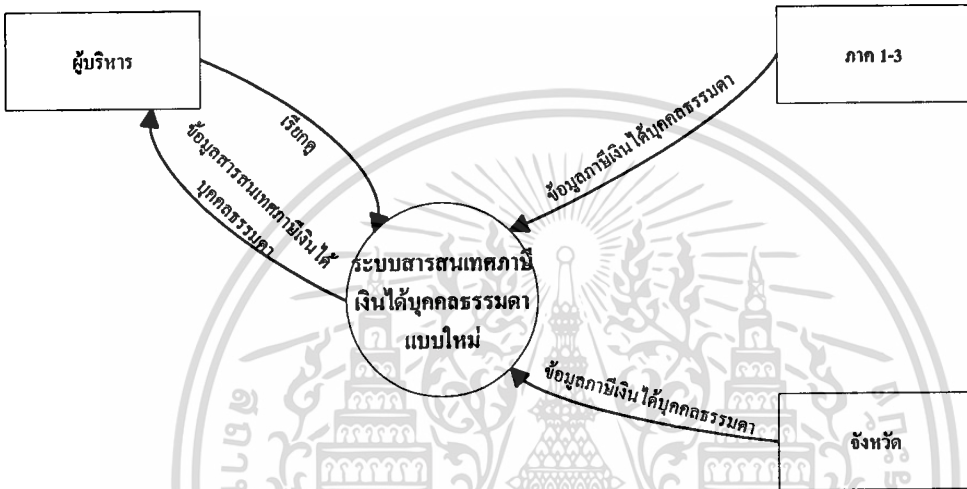 ผู้บริหาร
ภาค 1-3
เรียกดู
ข้อมูลสารสนเทศภาษีเงินได้
บุคคลธรรมดา
ข้อมูลภาษีเงินได้บุคคลธรรมดา
ระบบสารสนเทศภาษี
เงินได้บุคคลธรรมดา
แบบใหม่
ข้อมูลภาษีเงินได้บุคคลธรรมดา
จังหวัด